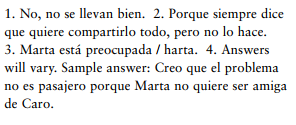 1. No, no se llevan bien. 2. Porque siempre dice
que quiere compartirlo todo, pero no lo hace.
3. Marta está preocupada / harta. 4. Answers
will vary. Sample answer: Creo que el problema
no es pasajero porque Marta no quiere ser amiga
de Caro.